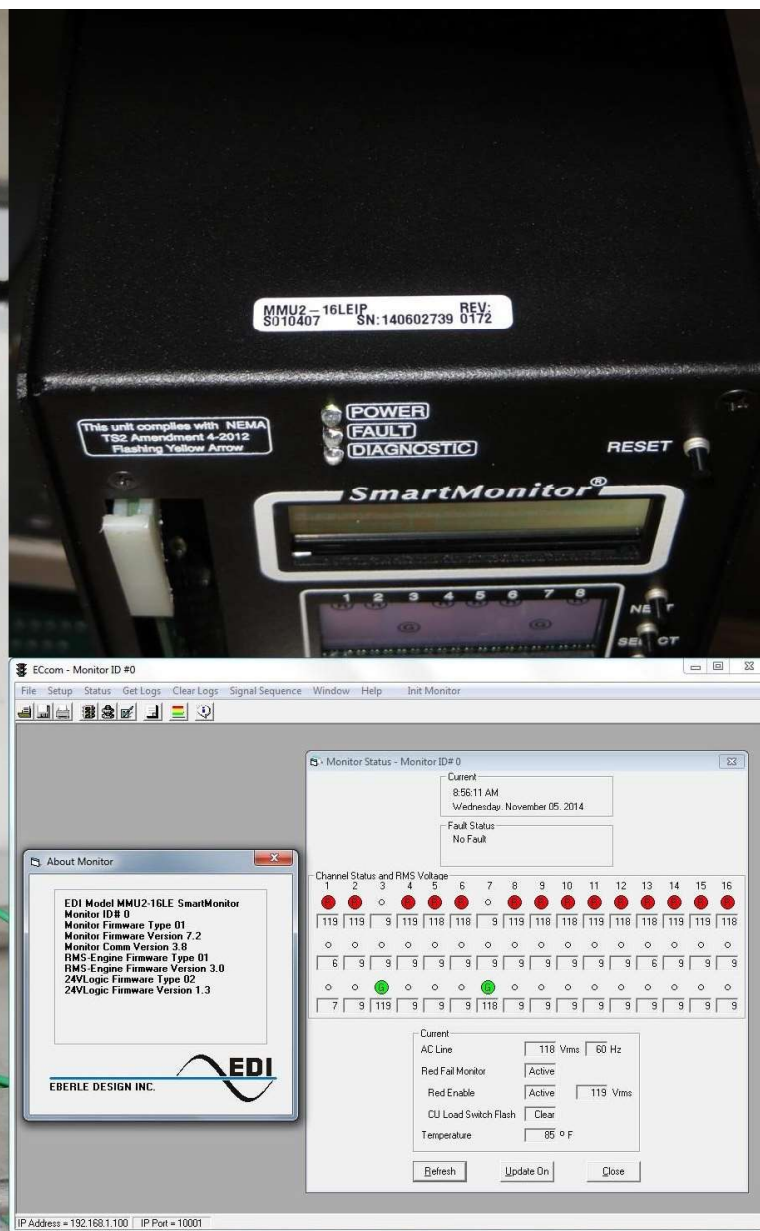 MMU2-16LEIP REV:
S010407 SN:140602739 0172
This unit complies with NEMA
TS2 Amendment 4-2012
Flashing Yellow Arrow
POWER
FAULT
DIAGNOSTIC
RESET
SmartMonitor®
1 2 3 4 5 6 7 8
R R R R R R
G G
SELECT
ECcom - Monitor ID #0
File Setup Status Get Logs Clear Logs Signal Sequence Window Help Init Monitor
Monitor Status - Monitor ID# 0
Current
8:56:11 AM
Wednesday, November 05, 2014
Fault Status
No Fault
About Monitor
EDI Model MMU2-16LE SmartMonitor
Monitor ID# 0
Monitor Firmware Type 01
Monitor Firmware Version 7.2
Monitor Comm Version 3.8
RMS-Engine Firmware Type 01
RMS-Engine Firmware Version 3.0
24VLogic Firmware Type 02
24VLogic Firmware Version 1.3
EDI
EBERLE DESIGN INC.
Channel Status and RMS Voltage
1 2 3 4 5 6 7 8 9 10 11 12 13 14 15 16
R R R R R R R R R R R R R R
119 119 9 119 118 118 9 118 119 119 118 119 118 119 118 118
6 9 9 9 9 9 9 9 9 9 9 9 6 9 9 9
G G
7 9 119 9 9 9 118 9 9 9 9 9 9 9 9 9
Current
AC Line 118 Vrms 60 Hz
Red Fail Monitor Active
Red Enable Active 119 Vrms
CU Load Switch Flash Clear
Temperature 85 º F
Refresh Update On Close
IP Address = 192.168.1.100 IP Port = 10001